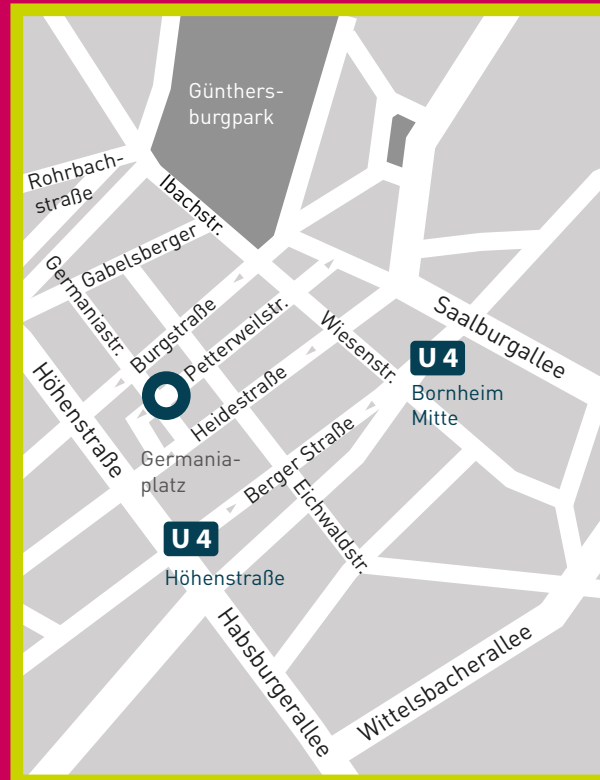 Günthers-
burgpark
Rohrbach-
straße
Ibachstr.
Gabelsberger
Germaniastr.
Burgstraße
Petterweilstr.
Wiesenstr.
Saalburgallee
U 4
Bornheim
Mitte
Höhenstraße
Heidestraße
Germania-
platz
Berger Straße
Eichwaldstr.
U 4
Höhenstraße
Habsburgerallee
Wittelsbacherallee